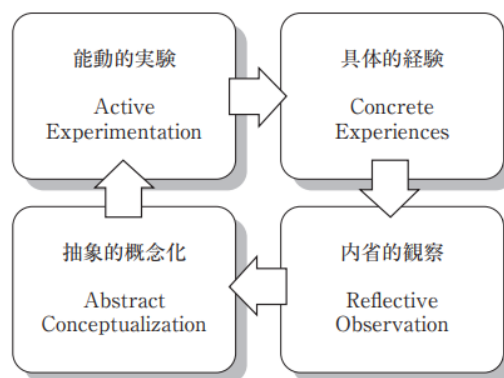 能動的実験
Active
Experimentation
具体的経験
Concrete
Experiences
抽象的概念化
Abstract
Conceptualization
内省的観察
Reflective
Observation